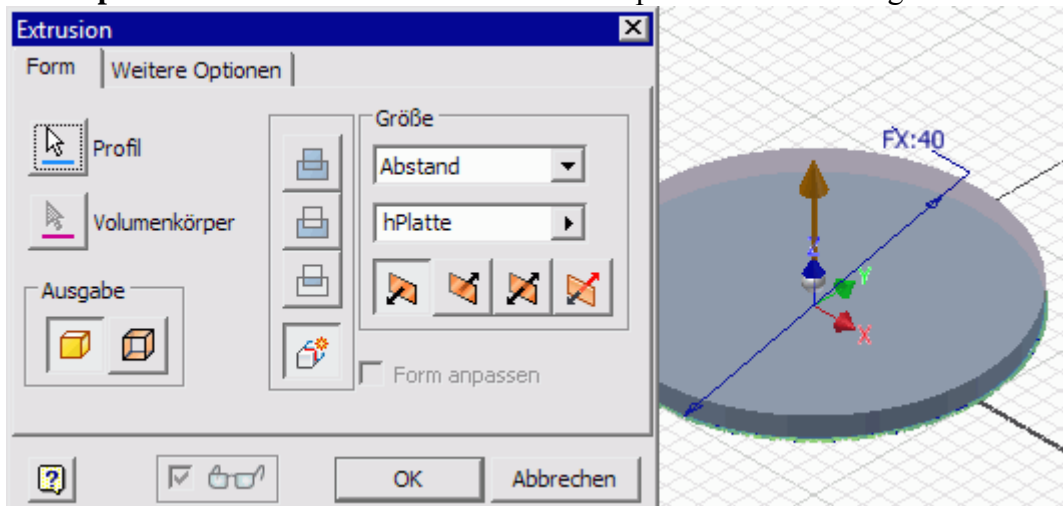 Extrusion
Form
Weitere Optionen
Profil
Volumenkörper
Ausgabe
Größe
Abstand
hPlatte
Form anpassen
OK
Abbrechen
FX:40
Z
Y
X